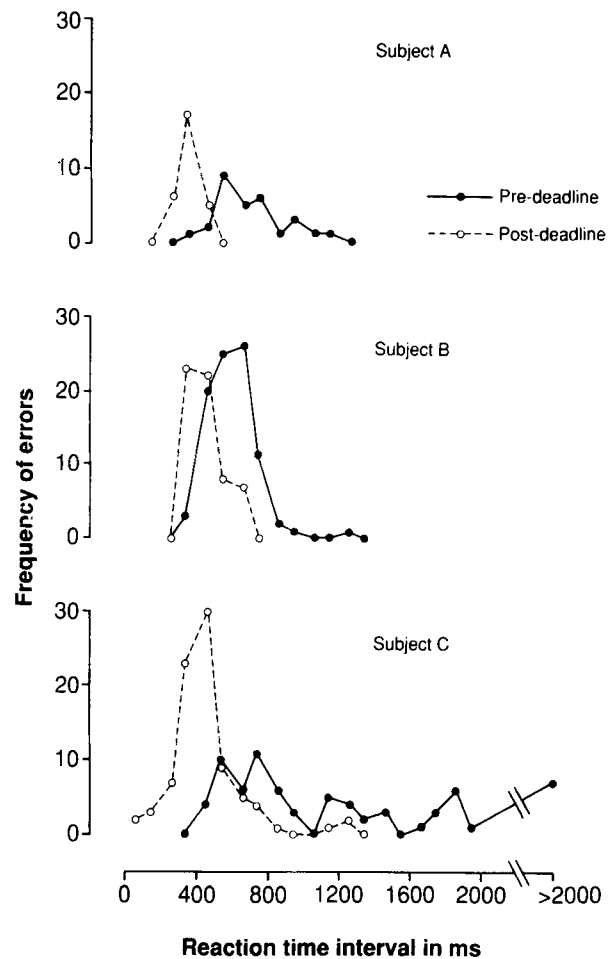 30
Subject A
20
10
Pre-deadline
Post-deadline
0
30
Subject B
20
10
0
Frequency of errors
30
Subject C
20
10
0
0 400 800 1200 1600 2000 >2000
Reaction time interval in ms